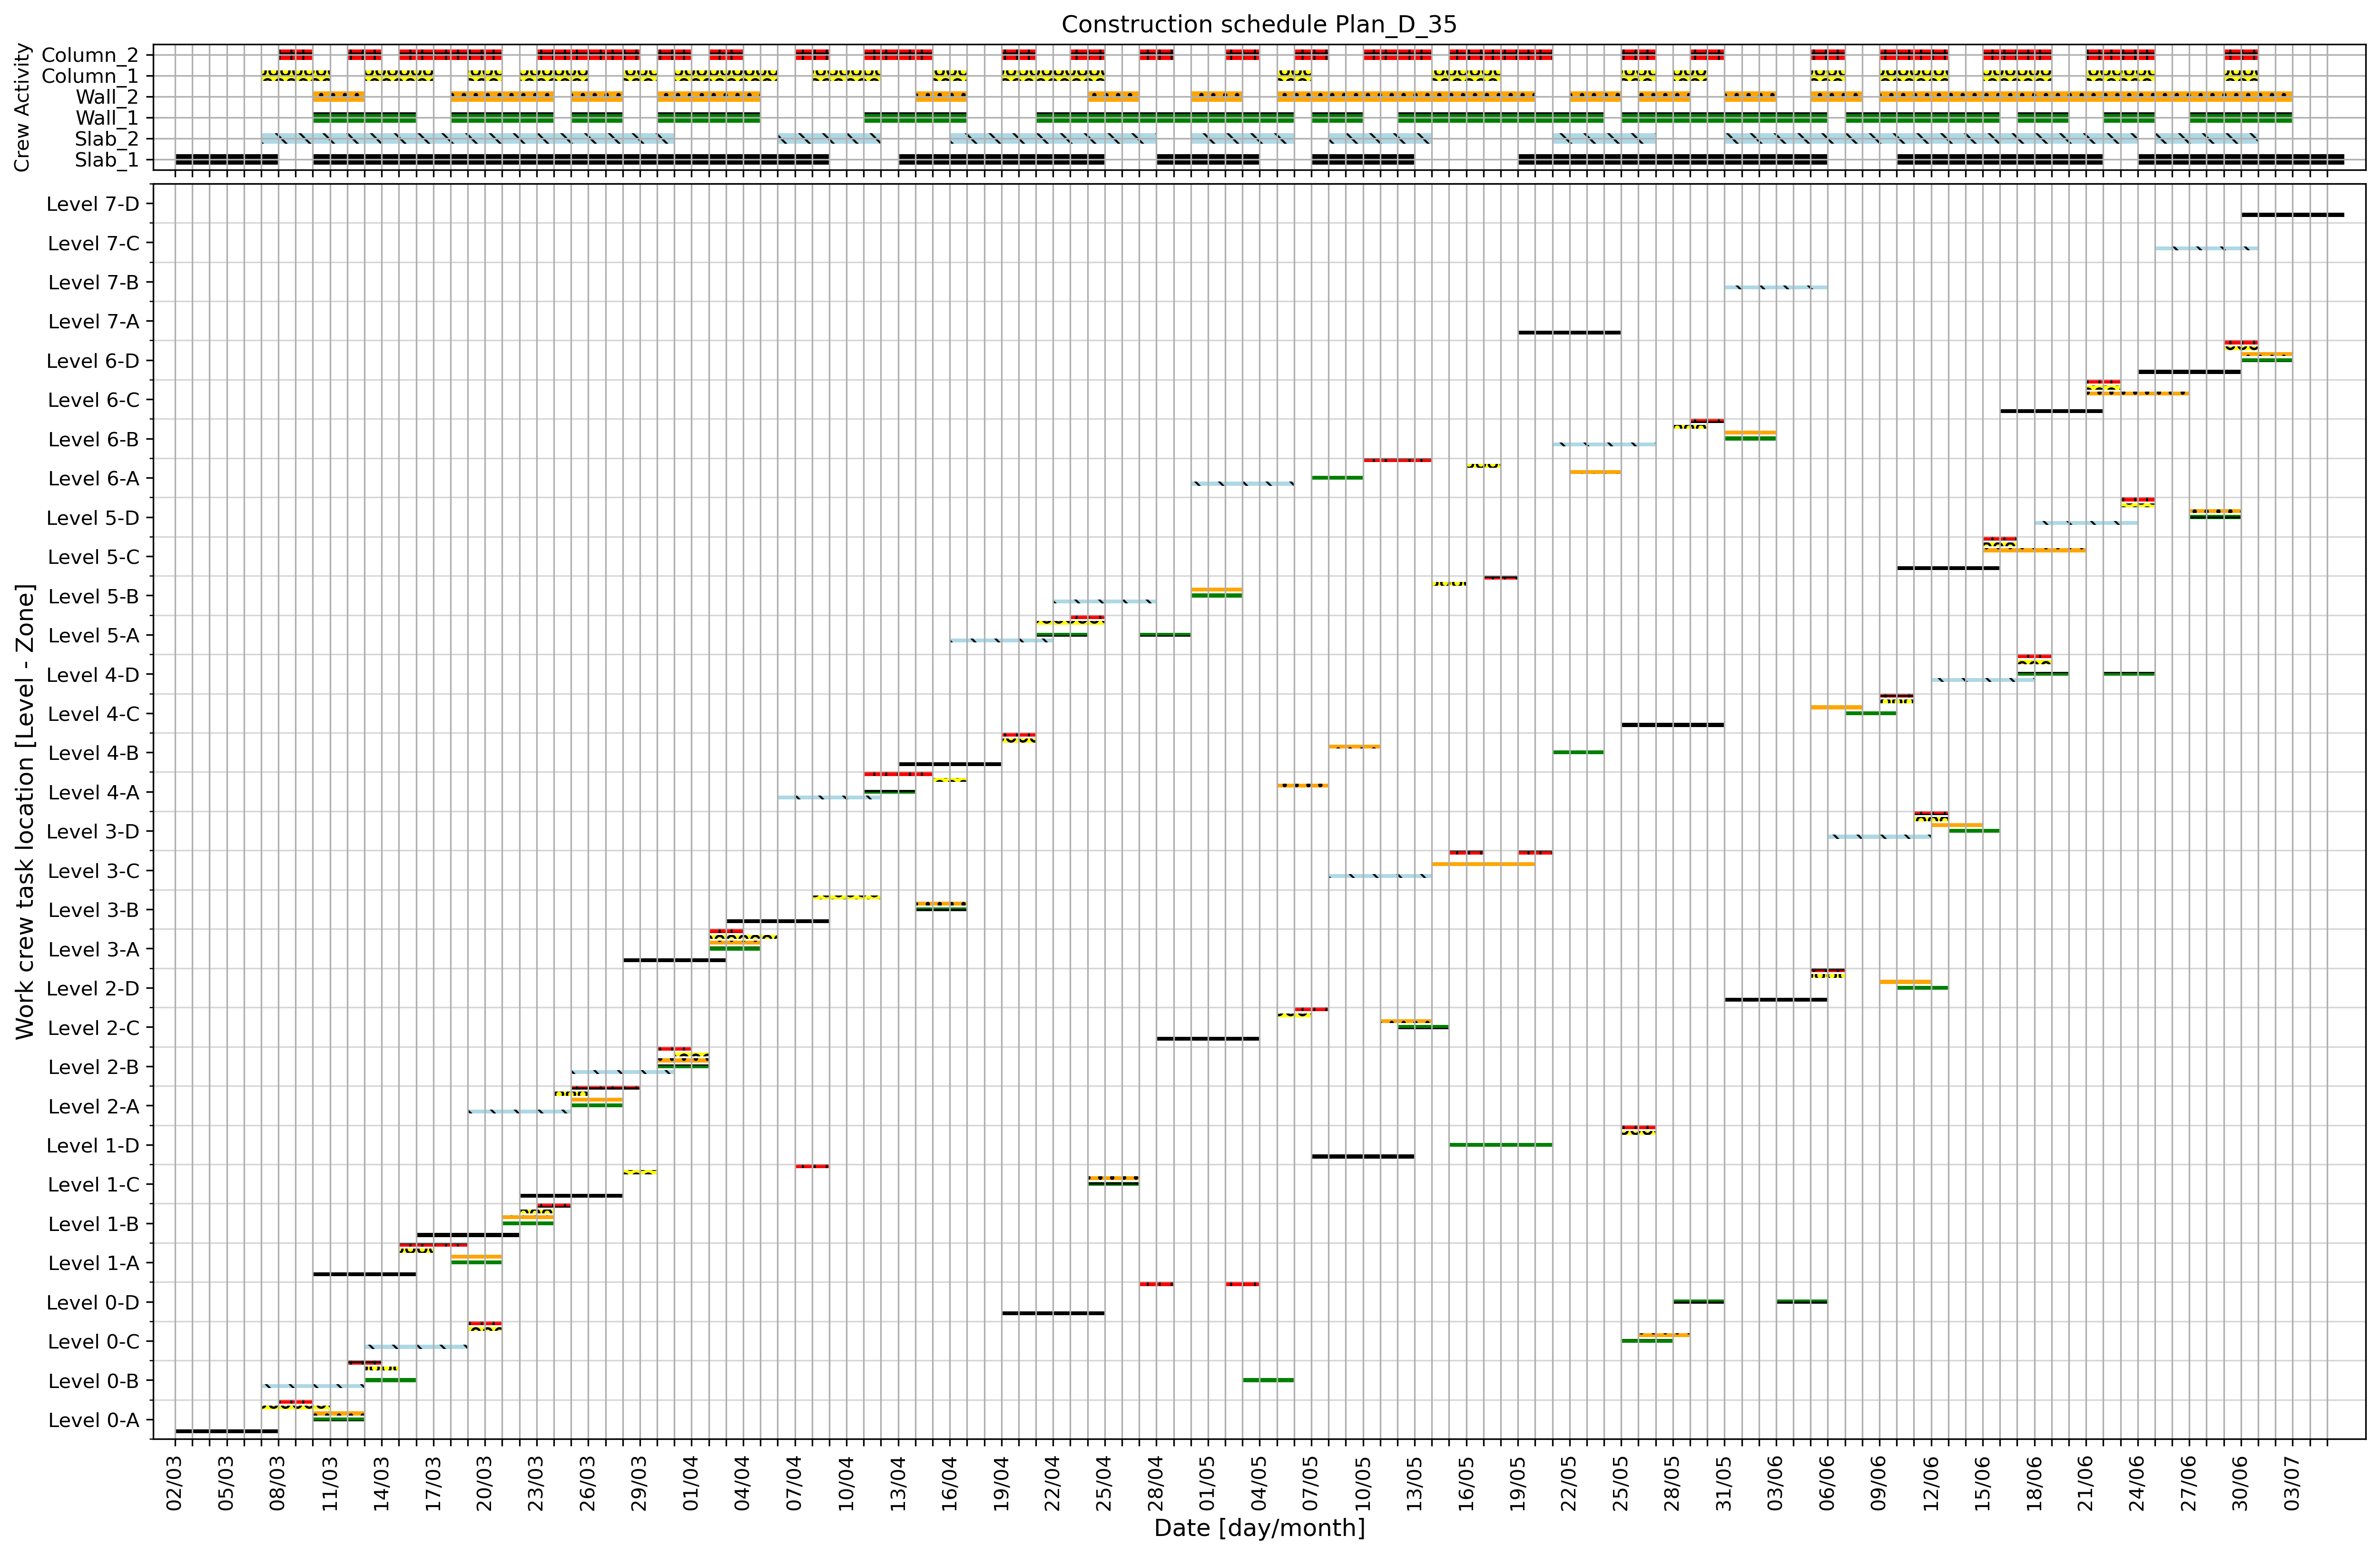 Construction schedule Plan_D_35
Crew Activity
Column_2
Column_1
Wall_2
Wall_1
Slab_2
Slab_1
Work crew task location [Level - Zone]
Level 7-D
Level 7-C
Level 7-B
Level 7-A
Level 6-D
Level 6-C
Level 6-B
Level 6-A
Level 5-D
Level 5-C
Level 5-B
Level 5-A
Level 4-D
Level 4-C
Level 4-B
Level 4-A
Level 3-D
Level 3-C
Level 3-B
Level 3-A
Level 2-D
Level 2-C
Level 2-B
Level 2-A
Level 1-D
Level 1-C
Level 1-B
Level 1-A
Level 0-D
Level 0-C
Level 0-B
Level 0-A
02/03 05/03 08/03 11/03 14/03 17/03 20/03 23/03 26/03 29/03 01/04 04/04 07/04 10/04 13/04 16/04 19/04 22/04 25/04 28/04 01/05 04/05 07/05 10/05 13/05 16/05 19/05 22/05 25/05 28/05 31/05 03/06 06/06 09/06 12/06 15/06 18/06 21/06 24/06 27/06 30/06 03/07
Date [day/month]